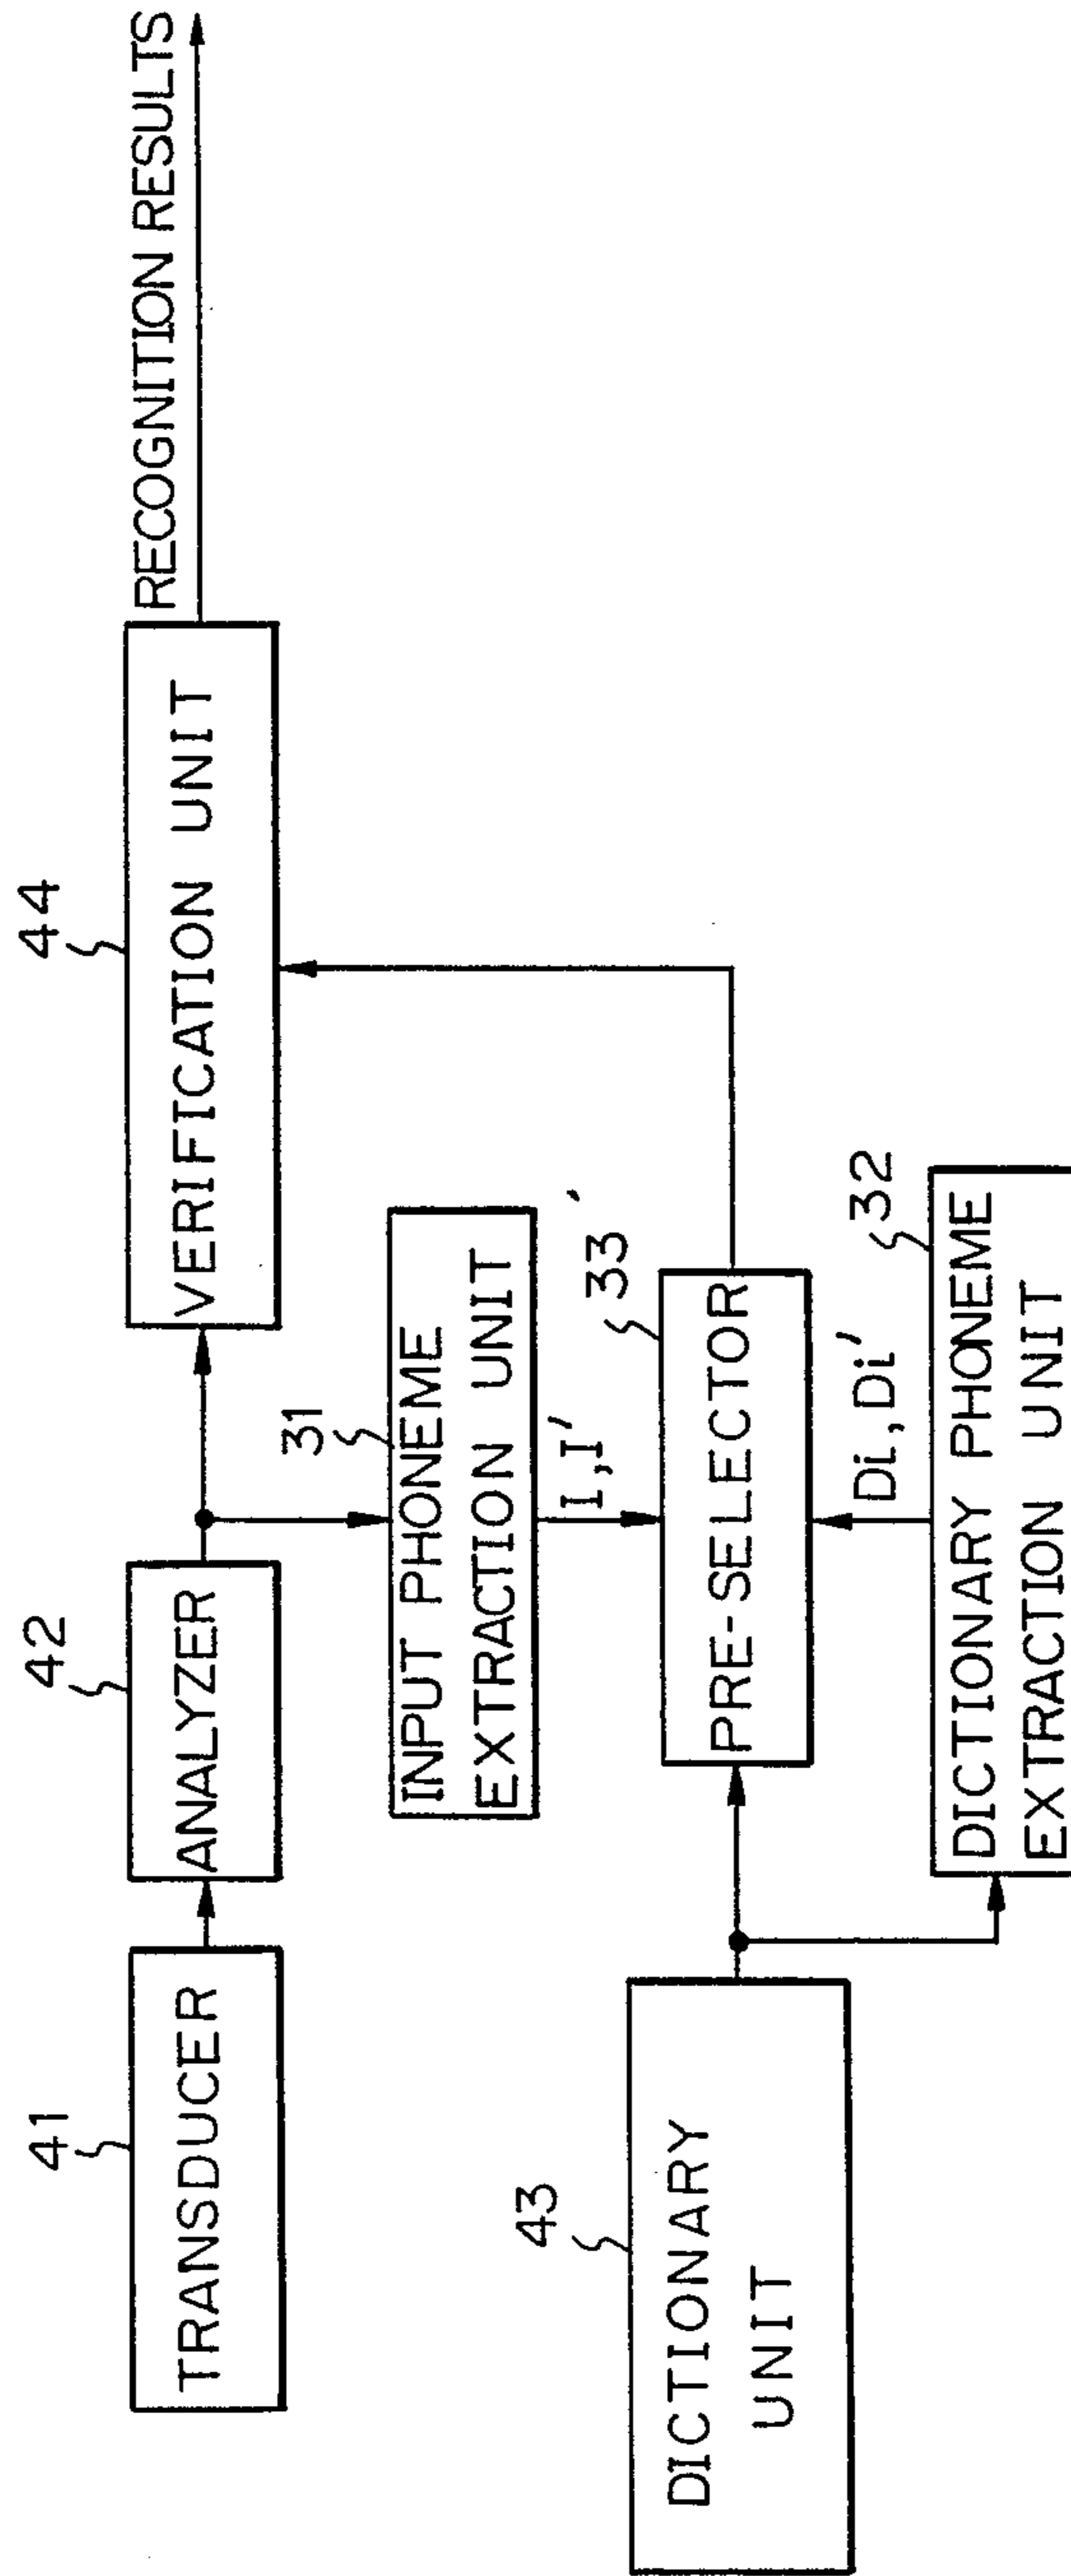 41
TRANSDUCER
42
ANALYZER
44
VERIFICATION UNIT
RECOGNITION RESULTS
31
INPUT PHONEME
EXTRACTION UNIT
I,I'
43
DICTIONARY
UNIT
33
PRE-SELECTOR
Di,Di'
32
DICTIONARY PHONEME
EXTRACTION UNIT